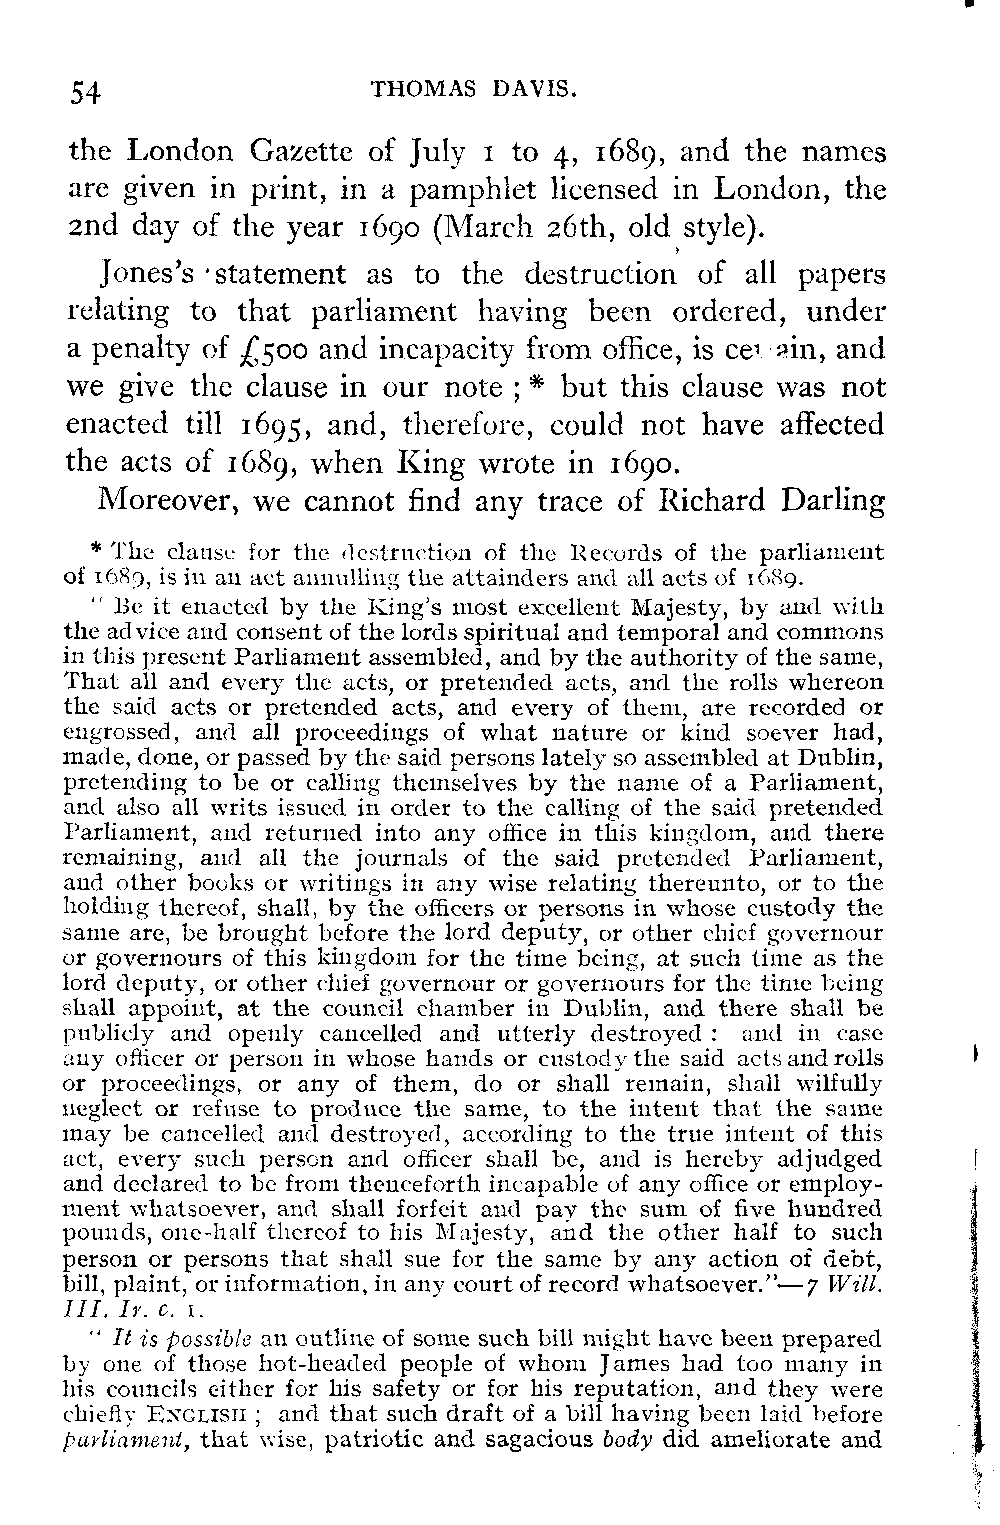 54 THOMAS DAVIS.
the London Gazette of July 1 to 4, 1689, and the names
are given in print, in a pamphlet licensed in London, the
2nd day of the year 1690 (March 26th, old style).
Jones's statement as to the destruction of all papers
relating to that parliament having been ordered, under
a penalty of £500 and incapacity from office, is certain, and
we give the clause in our note ; * but this clause was not
enacted till 1695, and, therefore, could not have affected
the acts of 1689, when King wrote in 1690.
Moreover, we cannot find any trace of Richard Darling
* The clause for the destruction of the Records of the parliament
of 1689, is in an act annulling the attainders and all acts of 1689.
" Be it enacted by the King's most excellent Majesty, by and with
the advice and consent of the lords spiritual and temporal and commons
in this present Parliament assembled, and by the authority of the same,
That all and every the acts, or pretended acts, and the rolls whereon
the said acts or pretended acts, and every of them, are recorded or
engrossed, and all proceedings of what nature or kind soever had,
made, done, or passed by the said persons lately so assembled at Dublin,
pretending to be or calling themselves by the name of a Parliament,
and also all writs issued in order to the calling of the said pretended
Parliament, and returned into any office in this kingdom, and there
remaining, and all the journals of the said pretended Parliament,
and other books or writings in any wise relating thereunto, or to the
holding thereof, shall, by the officers or persons in whose custody the
same are, be brought before the lord deputy, or other chief governour
or governours of this kingdom for the time being, at such time as the
lord deputy, or other chief governour or governours for the time being
shall appoint, at the council chamber in Dublin, and there shall be
publicly and openly cancelled and utterly destroyed : and in case
any officer or person in whose hands or custody the said acts and rolls
or proceedings, or any of them, do or shall remain, shall wilfully
neglect or refuse to produce the same, to the intent that the same
may be cancelled and destroyed, according to the true intent of this
act, every such person and officer shall be, and is hereby adjudged
and declared to be from thenceforth incapable of any office or employ-
ment whatsoever, and shall forfeit and pay the sum of five hundred
pounds, one-half thereof to his Majesty, and the other half to such
person or persons that shall sue for the same by any action of debt,
bill, plaint, or information, in any court of record whatsoever."—7 Will.
III. Ir. c. 1.
" It is possible an outline of some such bill might have been prepared
by one of those hot-headed people of whom James had too many in
his councils either for his safety or for his reputation, and they were
chiefly ENGLISH ; and that such draft of a bill having been laid before
parliament, that wise, patriotic and sagacious body did ameliorate and